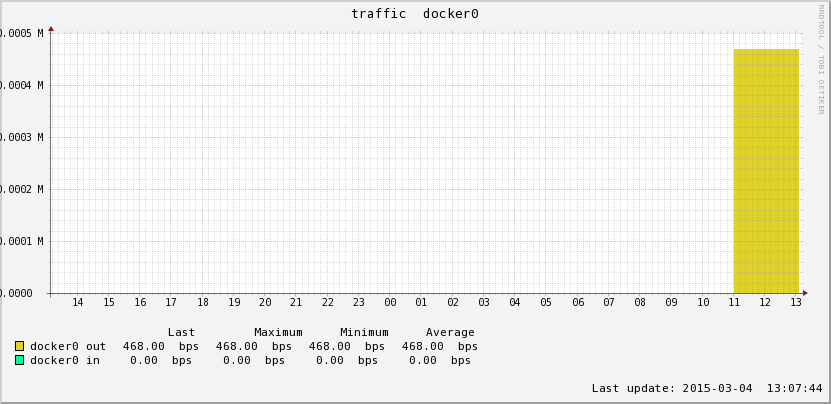 traffic docker0
RRDTOOL / TOBI OETIKER
0.0005 M
0.0004 M
0.0003 M
0.0002 M
0.0001 M
0.0000
14 15 16 17 18 19 20 21 22 23 00 01 02 03 04 05 06 07 08 09 10 11 12 13
Last Maximum Minimum Average
docker0 out 468.00 bps 468.00 bps 468.00 bps 468.00 bps
docker0 in 0.00 bps 0.00 bps 0.00 bps 0.00 bps
Last update: 2015-03-04 13:07:44